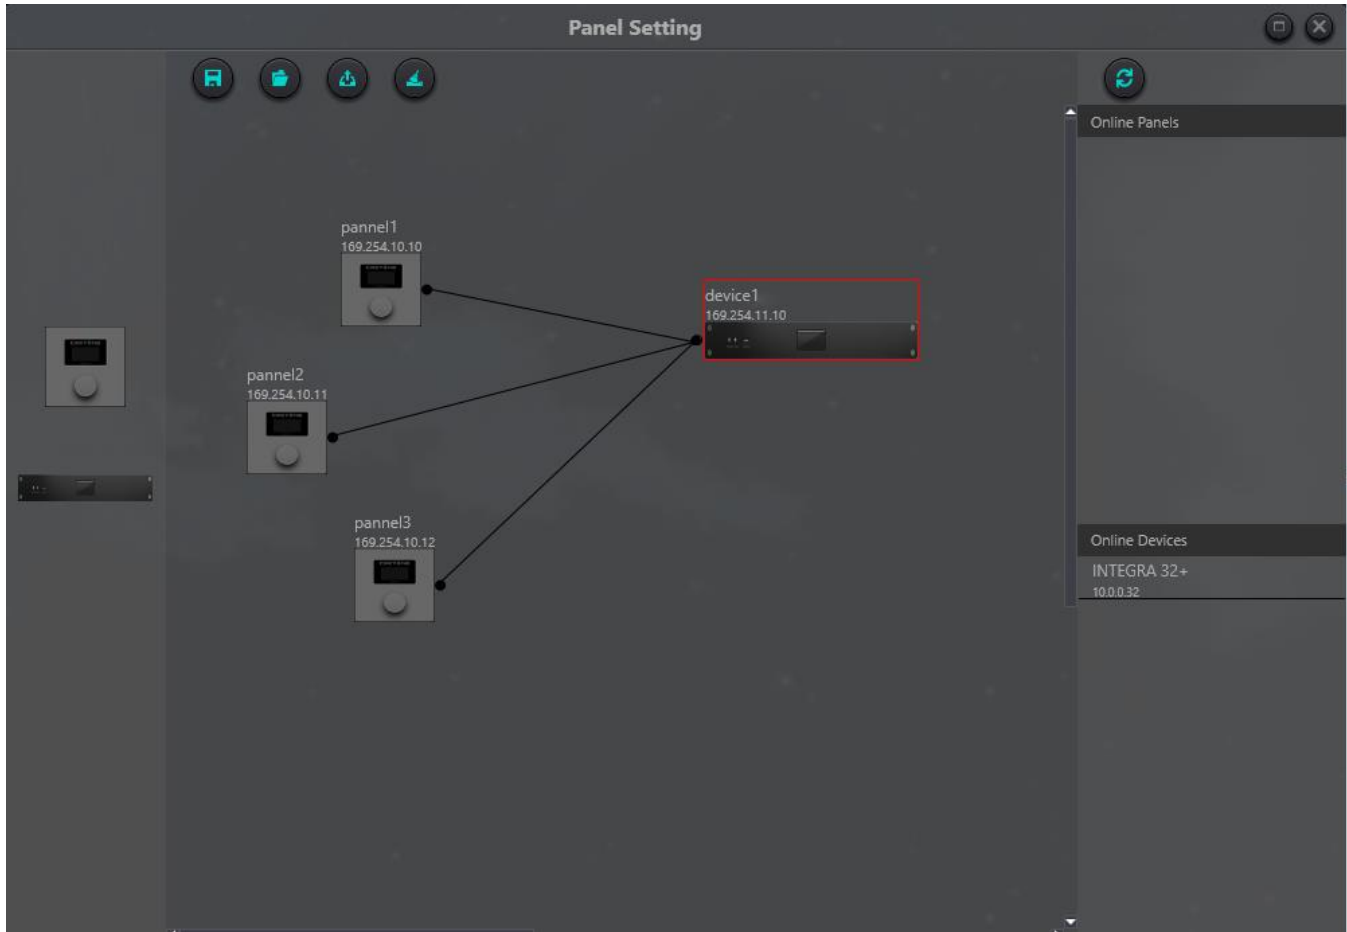 Panel Setting
Online Panels
pannel1
169.254.10.10
device1
169.254.11.10
pannel2
169.254.10.11
pannel3
169.254.10.12
Online Devices
INTEGRA 32+
10.0.0.32